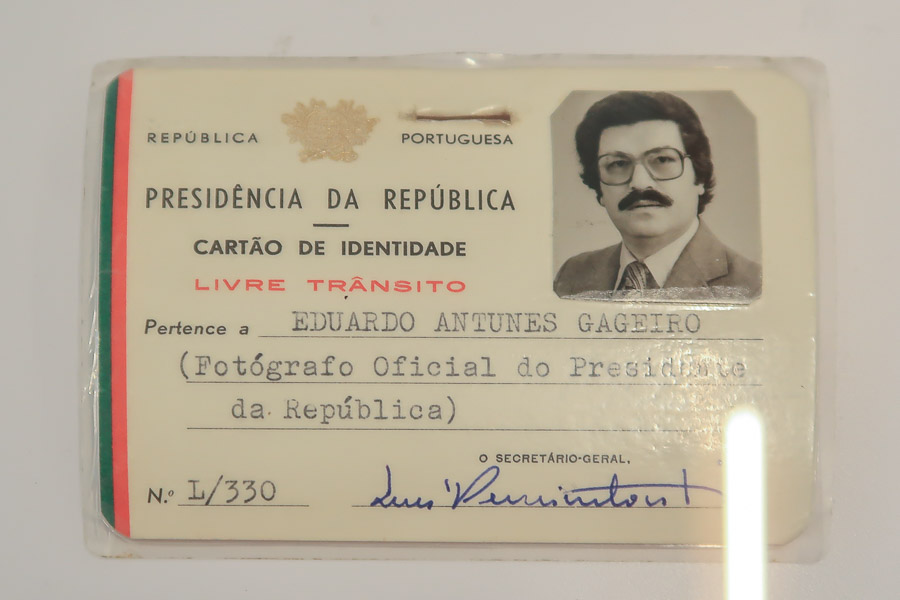 REPÚBLICA PORTUGUESA
PRESIDÊNCIA DA REPÚBLICA
CARTÃO DE IDENTIDADE
LIVRE TRÂNSITO
Pertence a EDUARDO ANTUNES GAGEIRO
(Fotógrafo Oficial do Presidente
da República)
O SECRETÁRIO-GERAL,
N.º L/330 Luis